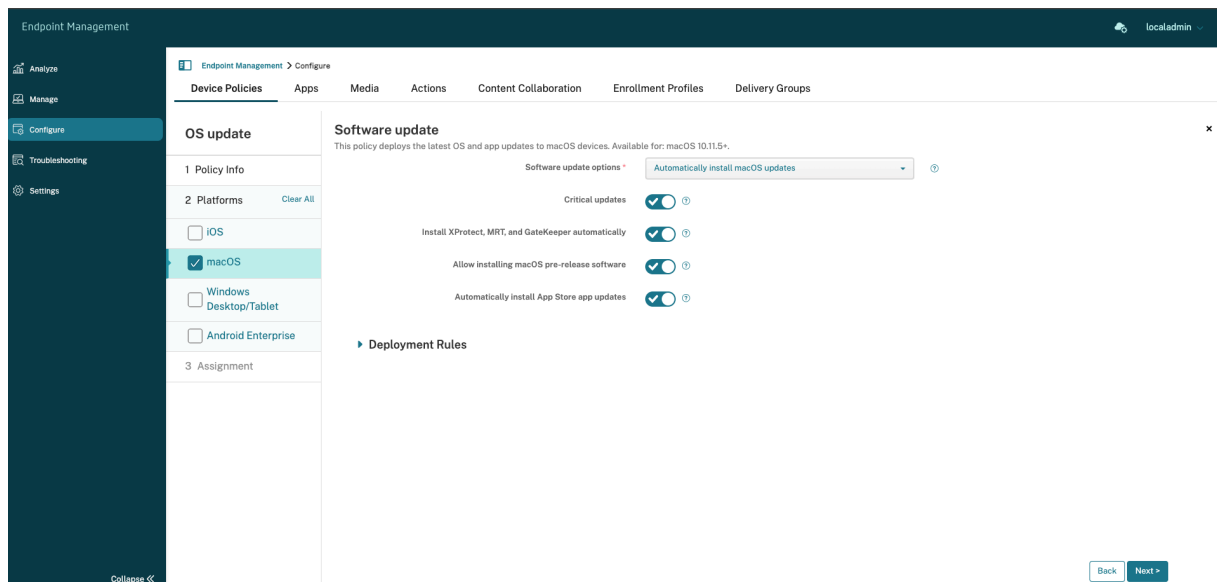 Endpoint Management
localadmin
Analyze
Manage
Configure
Troubleshooting
Settings
Collapse
Endpoint Management > Configure
Device Policies Apps Media Actions Content Collaboration Enrollment Profiles Delivery Groups
OS update
1 Policy Info
2 Platforms Clear All
iOS
macOS
Windows
Desktop/Tablet
Android Enterprise
3 Assignment
Software update
This policy deploys the latest OS and app updates to macOS devices. Available for: macOS 10.11.5+.
Software update options * Automatically install macOS updates
Critical updates
Install XProtect, MRT, and GateKeeper automatically
Allow installing macOS pre-release software
Automatically install App Store app updates
Deployment Rules
Back Next >